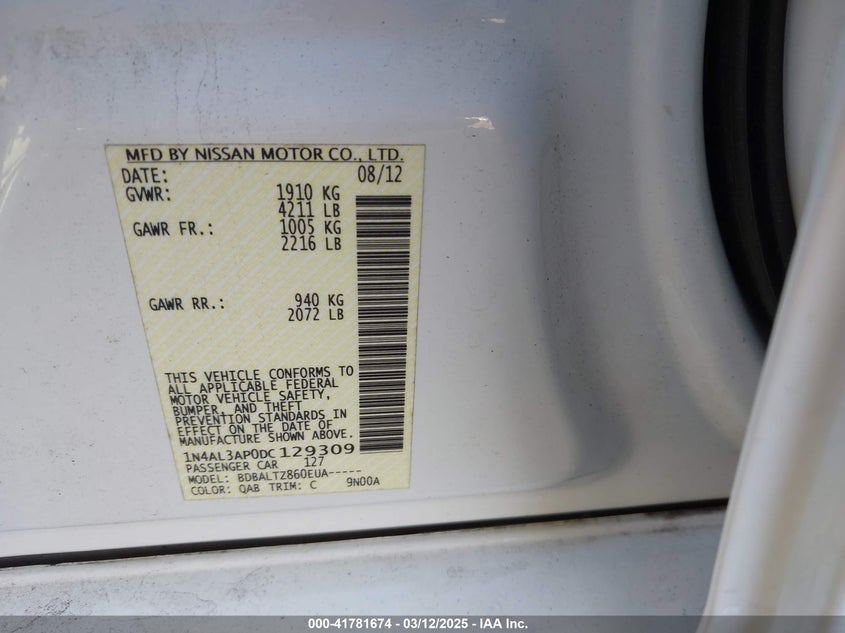 MFD BY NISSAN MOTOR CO., LTD.
DATE: 08/12
GVWR: 1910 KG
4211 LB
GAWR FR.: 1005 KG
2216 LB
GAWR RR.: 940 KG
2072 LB
THIS VEHICLE CONFORMS TO
ALL APPLICABLE FEDERAL
MOTOR VEHICLE SAFETY,
BUMPER, AND THEFT
PREVENTION STANDARDS IN
EFFECT ON THE DATE OF
MANUFACTURE SHOWN ABOVE.
1N4AL3AP0DC129309
PASSENGER CAR 127
MODEL: BDBALTZ860EUA-----
COLOR: QAB TRIM: C 9N00A
000-41781674 - 03/12/2025 - IAA Inc.